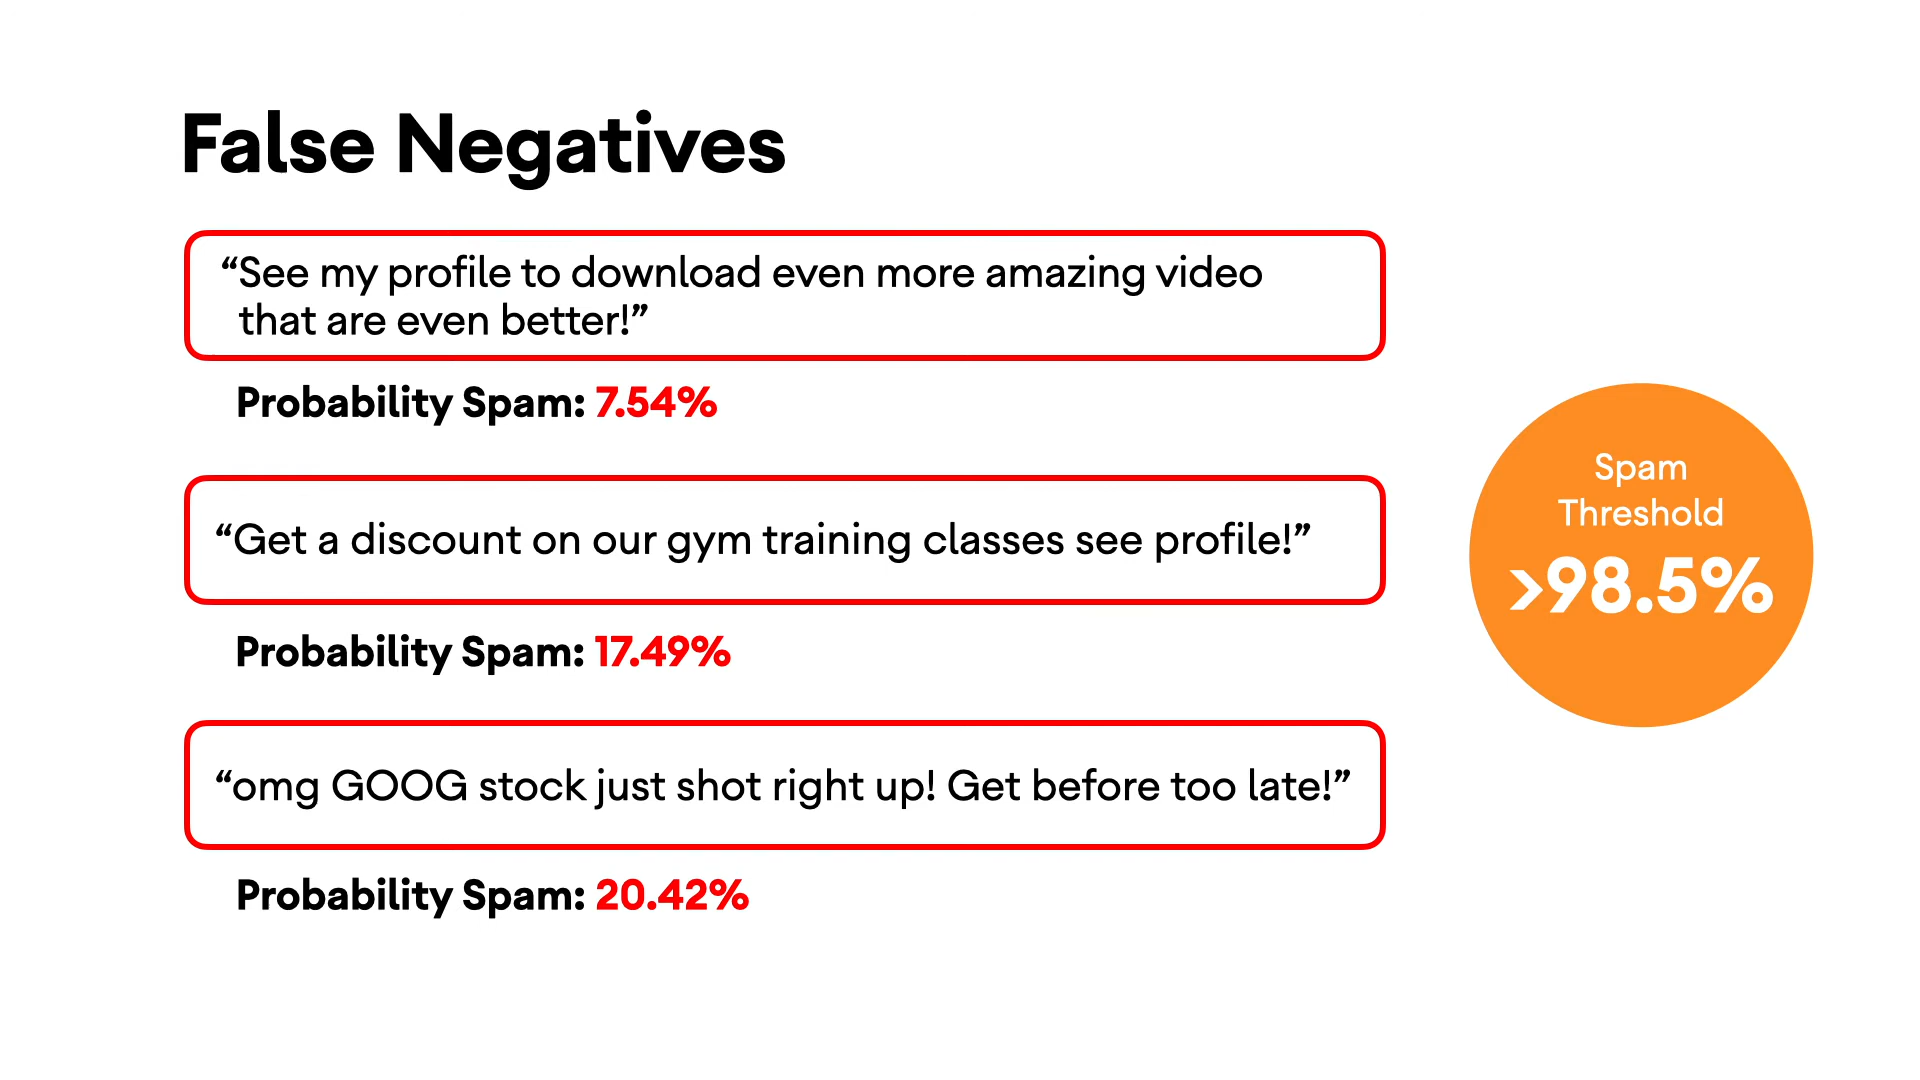 False Negatives
“See my profile to download even more amazing video
that are even better!”
Probability Spam: 7.54%
“Get a discount on our gym training classes see profile!”
Probability Spam: 17.49%
“omg GOOG stock just shot right up! Get before too late!”
Probability Spam: 20.42%
Spam
Threshold
>98.5%